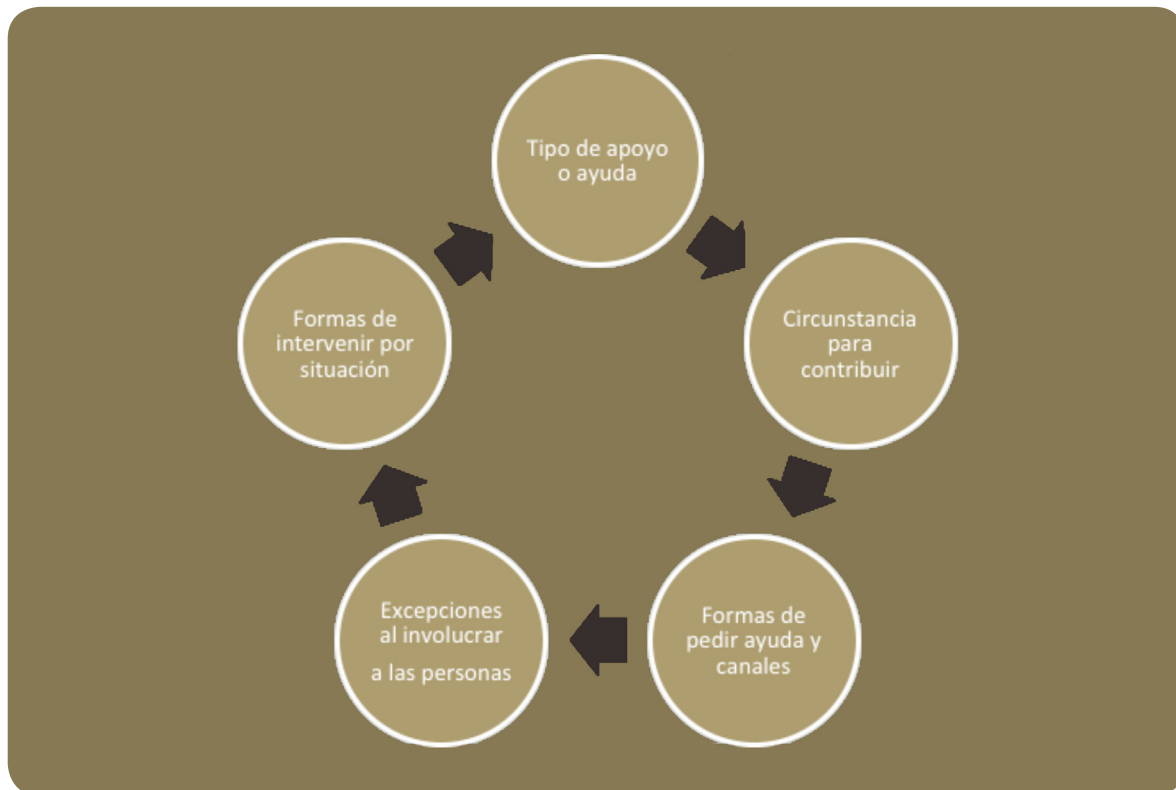 Tipo de apoyo
o ayuda
Circunstancia
para
contribuir
Formas de
pedir ayuda y
canales
Excepciones
al involucrar
a las personas
Formas de
intervenir por
situación